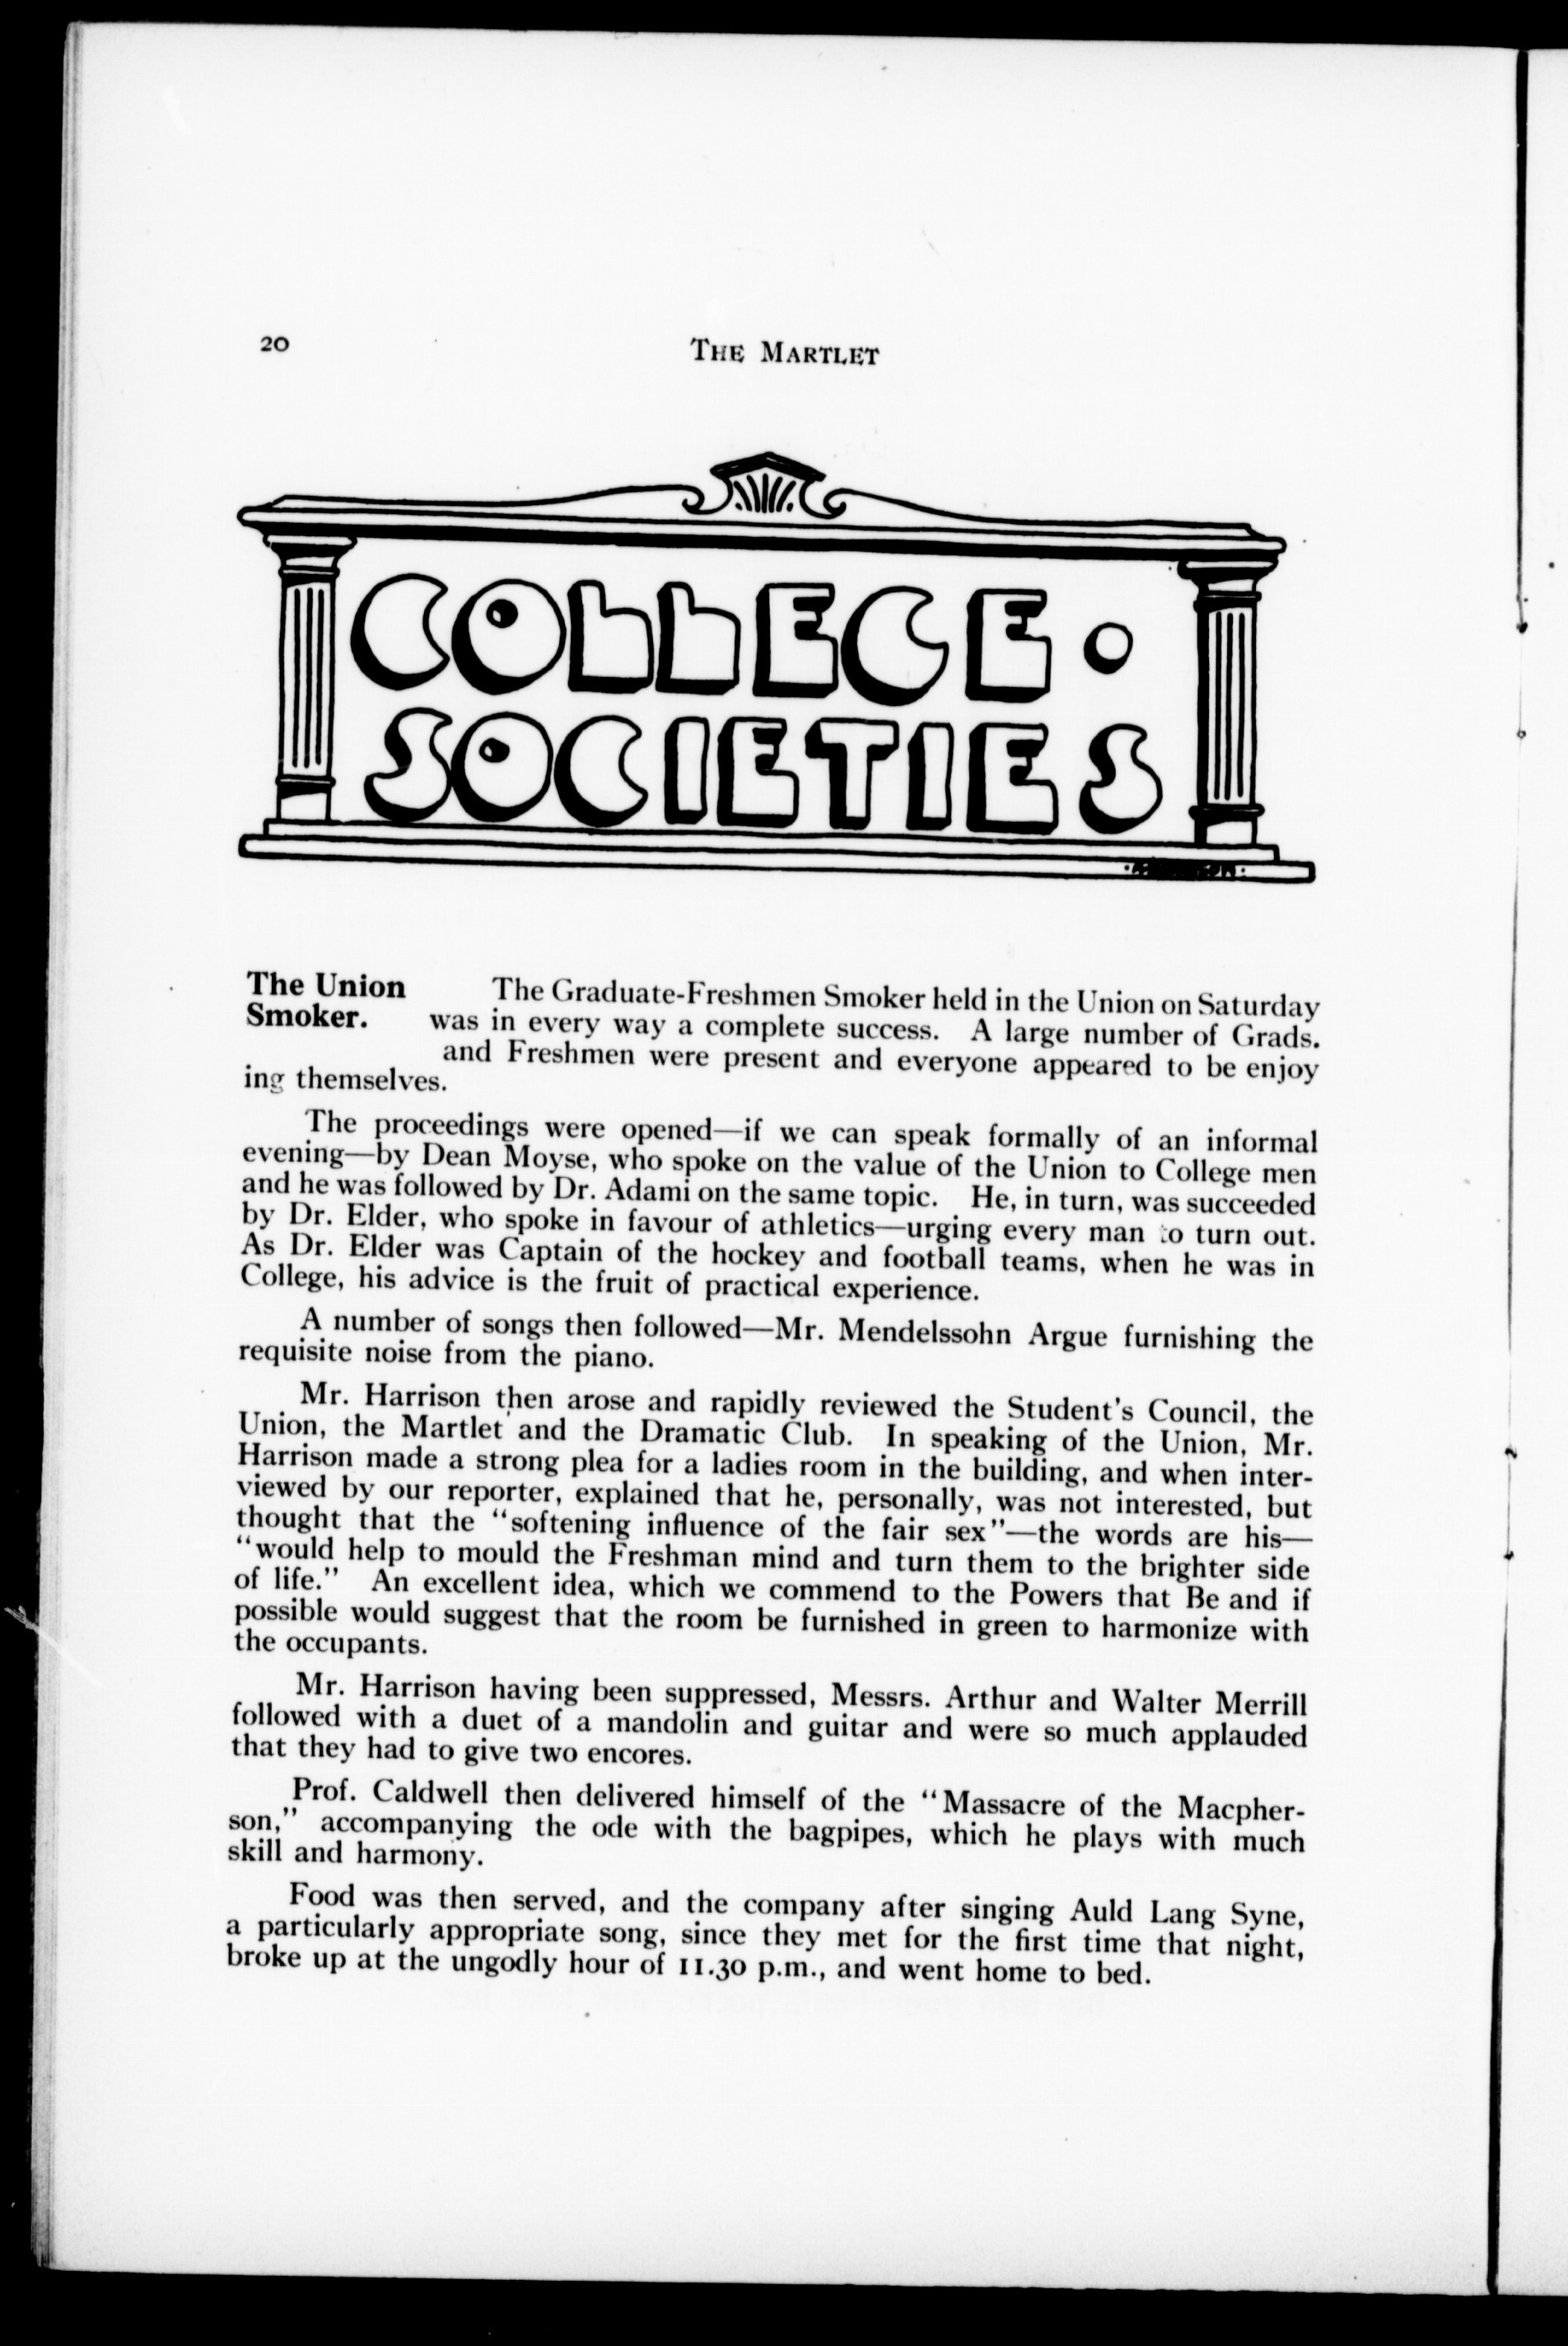 20
THE MARTLET
COLLEGE
SOCIETIES
The Union
Smoker.
The Graduate-Freshmen Smoker held in the Union on Saturday
was in every way a complete success. A large number of Grads.
and Freshmen were present and everyone appeared to be enjoy
ing themselves.
The proceedings were opened—if we can speak formally of an informal
evening—by Dean Moyse, who spoke on the value of the Union to College men
and he was followed by Dr. Adami on the same topic. He, in turn, was succeeded
by Dr. Elder, who spoke in favour of athletics—urging every man to turn out.
As Dr. Elder was Captain of the hockey and football teams, when he was in
College, his advice is the fruit of practical experience.
A number of songs then followed—Mr. Mendelssohn Argue furnishing the
requisite noise from the piano.
Mr. Harrison then arose and rapidly reviewed the Student's Council, the
Union, the Martlet and the Dramatic Club. In speaking of the Union, Mr.
Harrison made a strong plea for a ladies room in the building, and when inter-
viewed by our reporter, explained that he, personally, was not interested, but
thought that the "softening influence of the fair sex"—the words are his—
"would help to mould the Freshman mind and turn them to the brighter side
of life." An excellent idea, which we commend to the Powers that Be and if
possible would suggest that the room be furnished in green to harmonize with
the occupants.
Mr. Harrison having been suppressed, Messrs. Arthur and Walter Merrill
followed with a duet of a mandolin and guitar and were so much applauded
that they had to give two encores.
Prof. Caldwell then delivered himself of the "Massacre of the Macpher-
son," accompanying the ode with the bagpipes, which he plays with much
skill and harmony.
Food was then served, and the company after singing Auld Lang Syne,
a particularly appropriate song, since they met for the first time that night,
broke up at the ungodly hour of 11.30 p.m., and went home to bed.